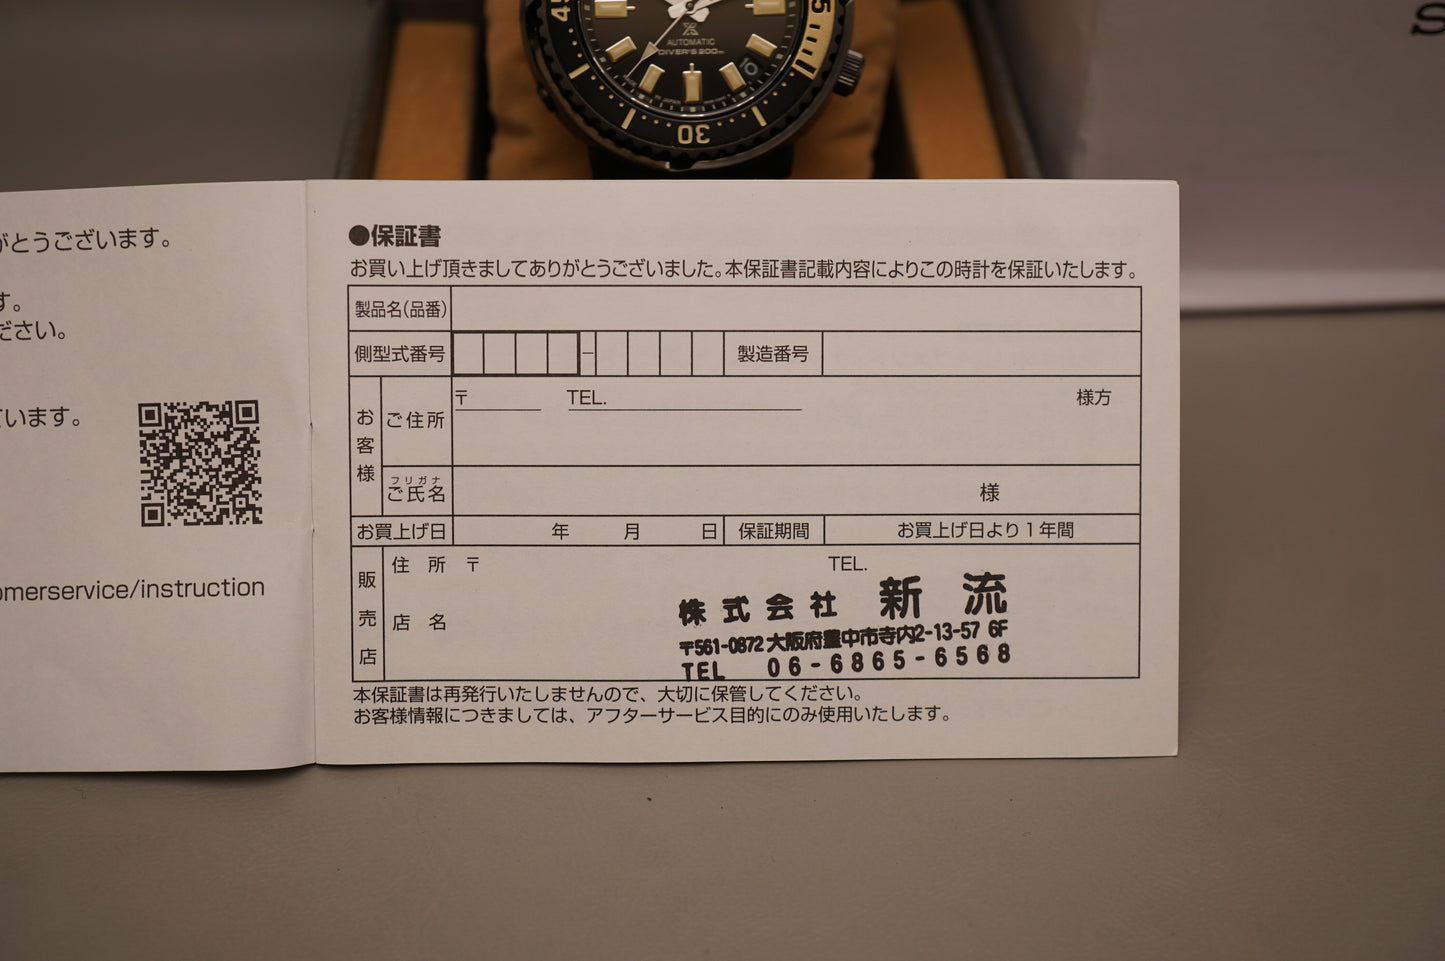 45
AUTOMATIC
DIVER'S 200m
30
S
がとうございます。
す。
ださい。
ています。
omerservice/instruction
●保証書
お買い上げ頂きましてありがとうございました。本保証書記載内容によりこの時計を保証いたします。
製品名(品番)
側型式番号 – 製造番号
お客様 ご住所 〒 TEL. 様方
フリガナ
ご氏名 様
お買上げ日 年 月 日 保証期間 お買上げ日より1年間
販売店 住所 〒 TEL.
店名
株式会社 新流
〒561-0872 大阪府豊中市寺内2-13-57 6F
TEL 06-6865-6568
本保証書は再発行いたしませんので、大切に保管してください。
お客様情報につきましては、アフターサービス目的にのみ使用いたします。